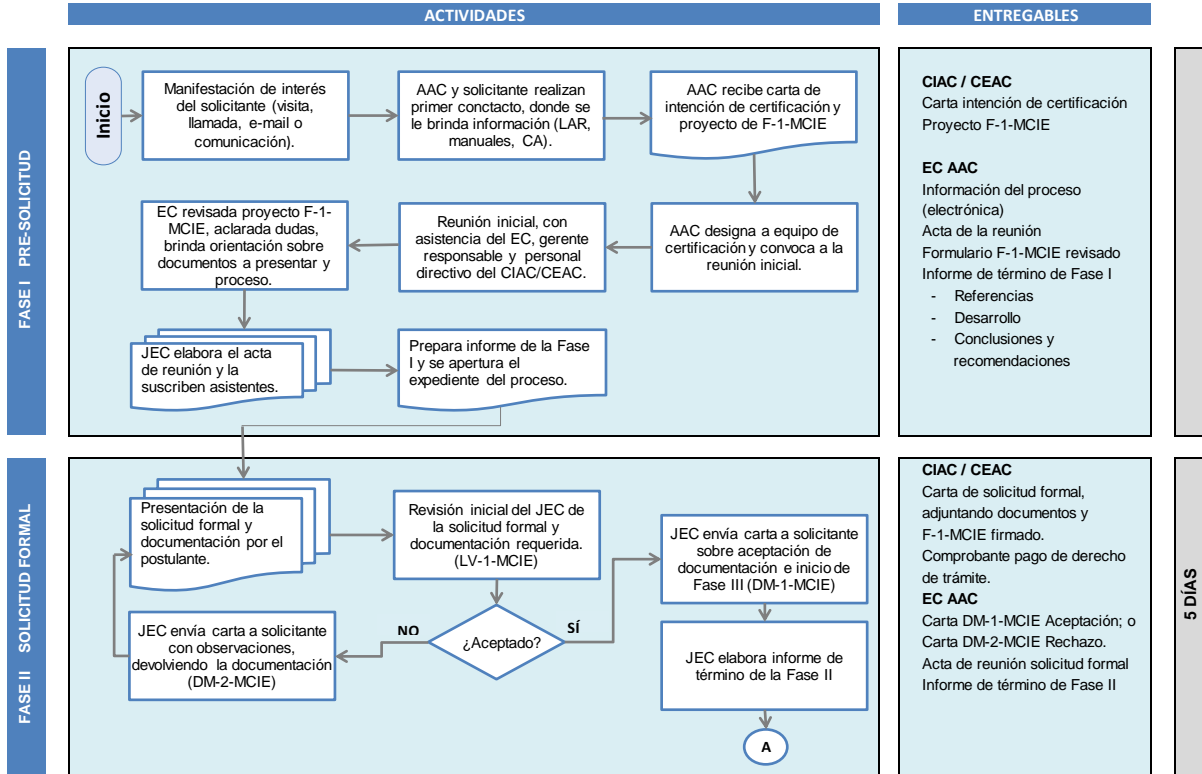 ACTIVIDADES
ENTREGABLES
FASE I PRE-SOLICITUD
Inicio
Manifestación de interés
del solicitante (visita,
llamada, e-mail o
comunicación).
AAC y solicitante realizan
primer conctacto, donde se
le brinda información (LAR,
manuales, CA).
AAC recibe carta de
intención de certificación y
proyecto de F-1-MCIE
AAC designa a equipo de
certificación y convoca a la
reunión inicial.
Reunión inicial, con
asistencia del EC, gerente
responsable y personal
directivo del CIAC/CEAC.
EC revisada proyecto F-1-
MCIE, aclarada dudas,
brinda orientación sobre
documentos a presentar y
proceso.
JEC elabora el acta
de reunión y la
suscriben asistentes.
Prepara informe de la Fase
I y se apertura el
expediente del proceso.
CIAC / CEAC
Carta intención de certificación
Proyecto F-1-MCIE
EC AAC
Información del proceso
(electrónica)
Acta de la reunión
Formulario F-1-MCIE revisado
Informe de término de Fase I
- Referencias
- Desarrollo
- Conclusiones y
recomendaciones
FASE II SOLICITUD FORMAL
Presentación de la
solicitud formal y
documentación por el
postulante.
Revisión inicial del JEC de
la solicitud formal y
documentación requerida.
(LV-1-MCIE)
¿Aceptado?
NO
SÍ
JEC envía carta a solicitante
con observaciones,
devolviendo la documentación
(DM-2-MCIE)
JEC envía carta a solicitante
sobre aceptación de
documentación e inicio de
Fase III (DM-1-MCIE)
JEC elabora informe de
término de la Fase II
A
CIAC / CEAC
Carta de solicitud formal,
adjuntando documentos y
F-1-MCIE firmado.
Comprobante pago de derecho
de trámite.
EC AAC
Carta DM-1-MCIE Aceptación; o
Carta DM-2-MCIE Rechazo.
Acta de reunión solicitud formal
Informe de término de Fase II
5 DÍAS